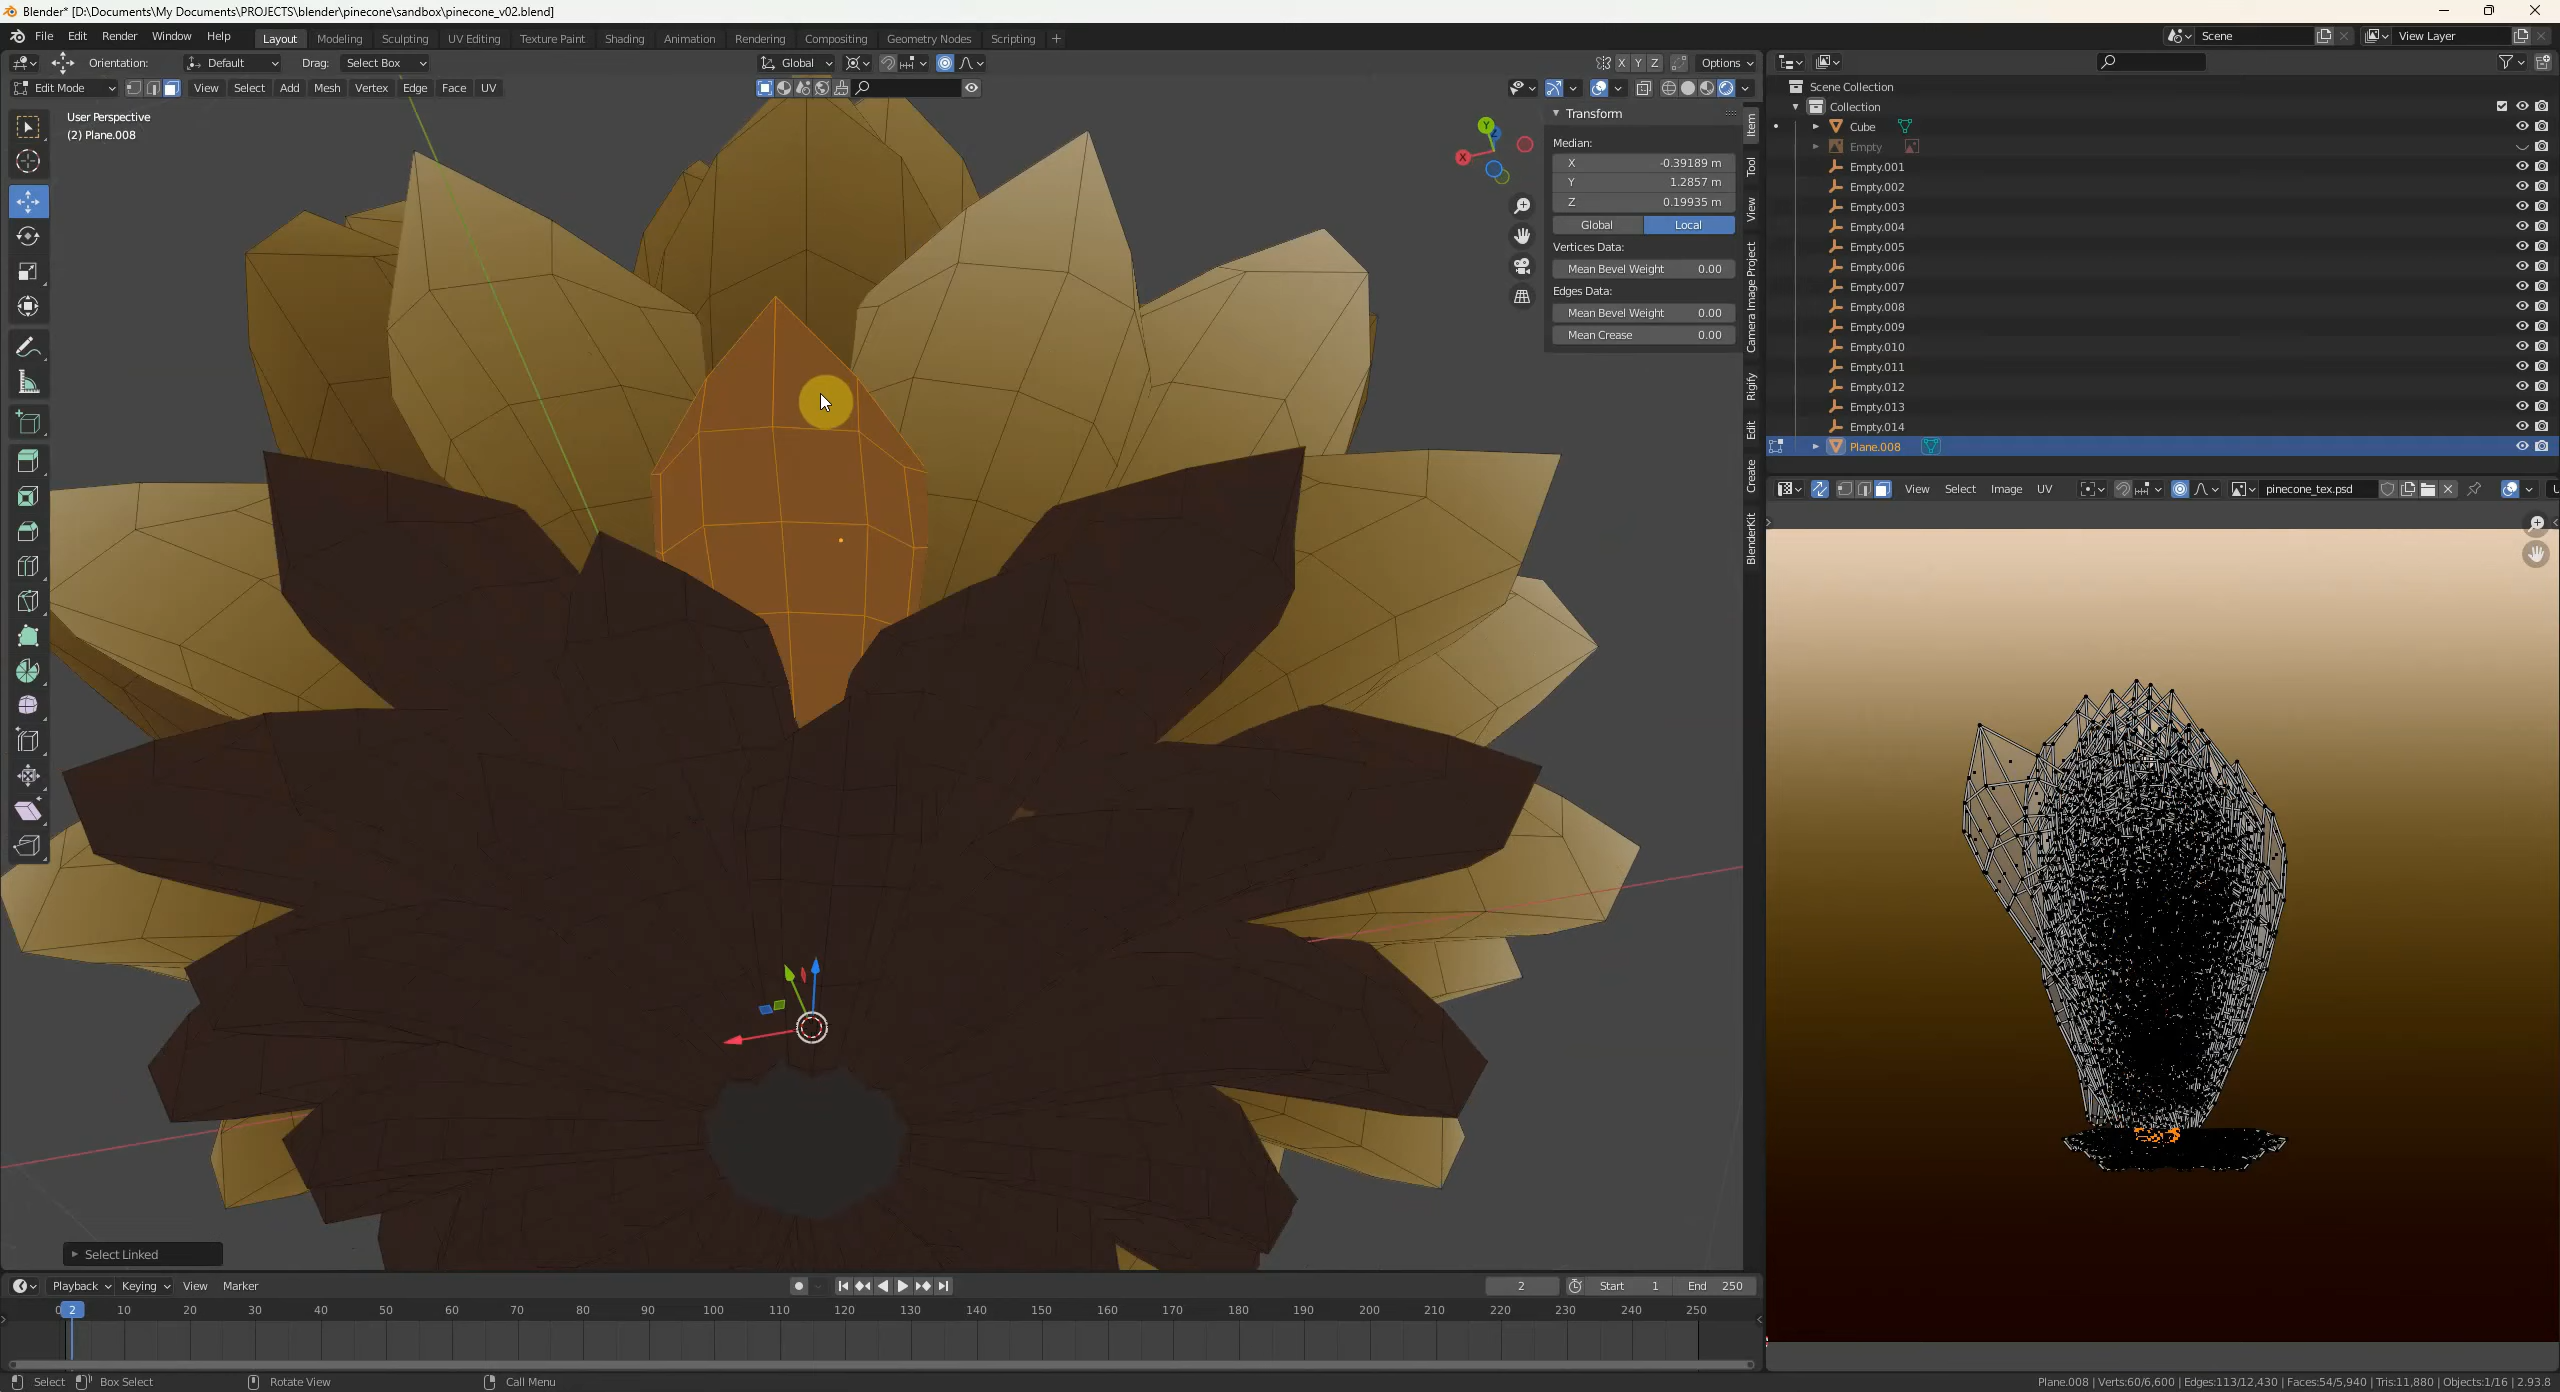 Blender* [D:\Documents\My Documents\PROJECTS\blender\pinecone\sandbox\pinecone_v02.blend]
File Edit Render Window Help Layout Modeling Sculpting UV Editing Texture Paint Shading Animation Rendering Compositing Geometry Nodes Scripting + Scene View Layer
Orientation: Default Drag: Select Box Global X Y Z Options
Edit Mode View Select Add Mesh Vertex Edge Face UV
User Perspective
(2) Plane.008
Transform
Median:
X -0.39189 m
Y 1.2857 m
Z 0.19935 m
Global Local
Vertices Data:
Mean Bevel Weight 0.00
Edges Data:
Mean Bevel Weight 0.00
Mean Crease 0.00
Item
Tool
View
Camera Image Project
Rigify
Edit
Create
BlenderKit
Y
X
Scene Collection
Collection
Cube
Empty
Empty.001
Empty.002
Empty.003
Empty.004
Empty.005
Empty.006
Empty.007
Empty.008
Empty.009
Empty.010
Empty.011
Empty.012
Empty.013
Empty.014
Plane.008
View Select Image UV pinecone_tex.psd
Select Linked
Playback Keying View Marker 2 Start 1 End 250
0 2 10 20 30 40 50 60 70 80 90 100 110 120 130 140 150 160 170 180 190 200 210 220 230 240 250
Select Box Select Rotate View Call Menu Plane.008 | Verts:60/6,600 | Edges:113/12,430 | Faces:54/5,940 | Tris:11,880 | Objects:1/16 | 2.93.8